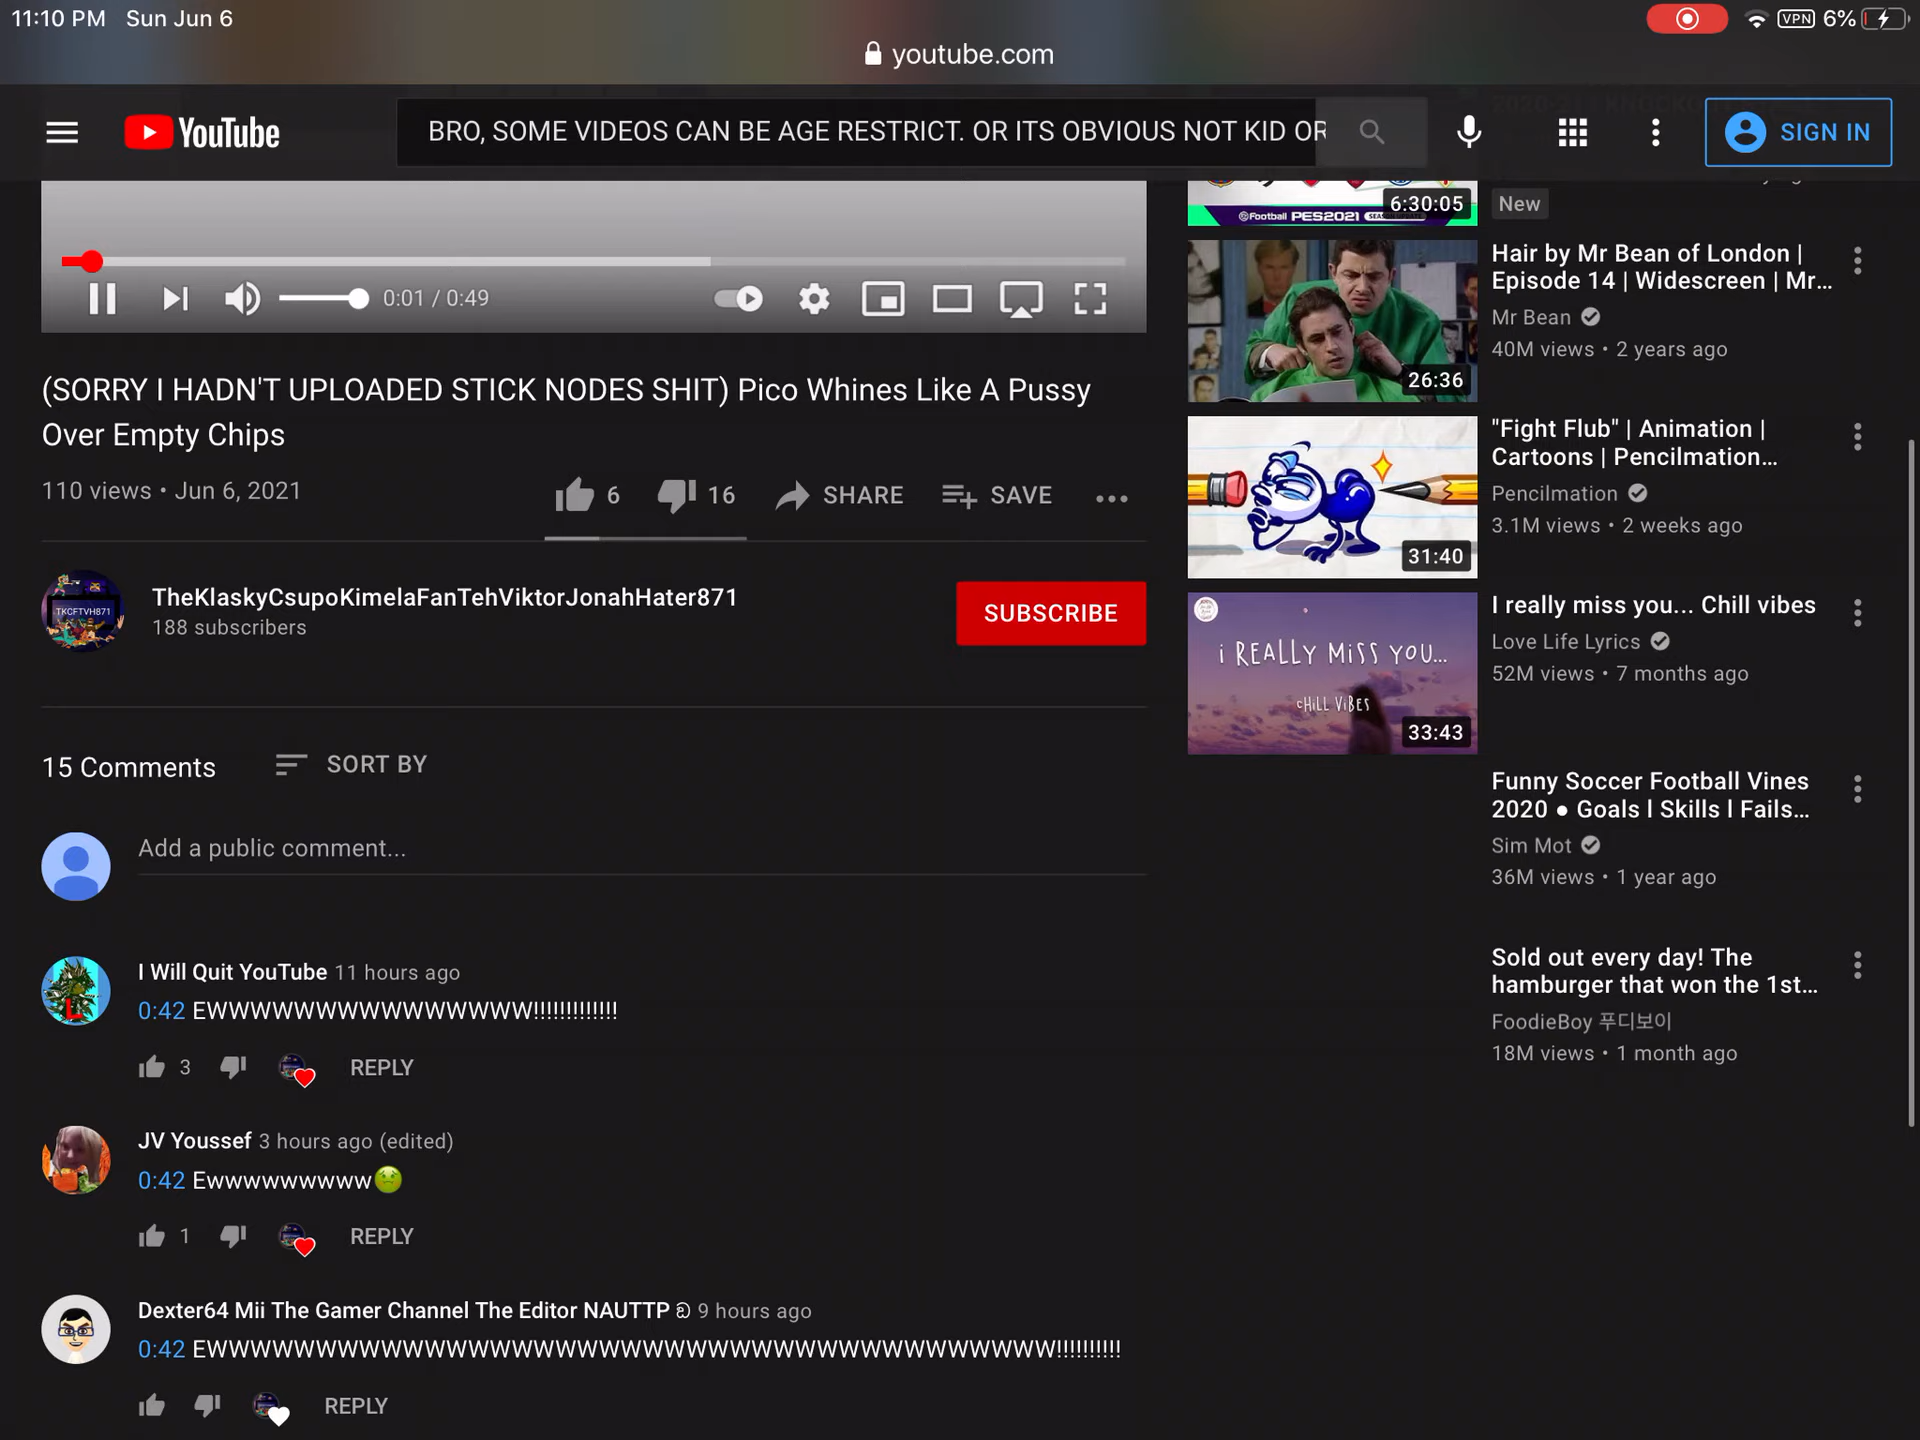 11:10 PM Sun Jun 6
VPN 6%
youtube.com
YouTube
BRO, SOME VIDEOS CAN BE AGE RESTRICT. OR ITS OBVIOUS NOT KID OR
SIGN IN
0:01 / 0:49
(SORRY I HADN'T UPLOADED STICK NODES SHIT) Pico Whines Like A Pussy
Over Empty Chips
110 views • Jun 6, 2021
6
16
SHARE
SAVE
TKCFTVH871
TheKlaskyCsupoKimelaFanTehViktorJonahHater871
188 subscribers
SUBSCRIBE
15 Comments
SORT BY
Add a public comment...
I Will Quit YouTube 11 hours ago
0:42 EWWWWWWWWWWWWWWWW!!!!!!!!!!!!!
3
REPLY
JV Youssef 3 hours ago (edited)
0:42 Ewwwwwwwww🤢
1
REPLY
Dexter64 Mii The Gamer Channel The Editor NAUTTP 9 hours ago
0:42 EWWWWWWWWWWWWWWWWWWWWWWWWWWWWWWWWWWWWWWWWWWWWW!!!!!!!!!!
REPLY
eFootball PES2021 SEASON UPDATE
6:30:05
New
26:36
Hair by Mr Bean of London |
Episode 14 | Widescreen | Mr...
Mr Bean
40M views • 2 years ago
31:40
"Fight Flub" | Animation |
Cartoons | Pencilmation...
Pencilmation
3.1M views • 2 weeks ago
i REALLY MiSS YOU...
cHiLL ViBES
33:43
I really miss you... Chill vibes
Love Life Lyrics
52M views • 7 months ago
Funny Soccer Football Vines
2020 ● Goals l Skills l Fails...
Sim Mot
36M views • 1 year ago
Sold out every day! The
hamburger that won the 1st...
FoodieBoy 푸디보이
18M views • 1 month ago